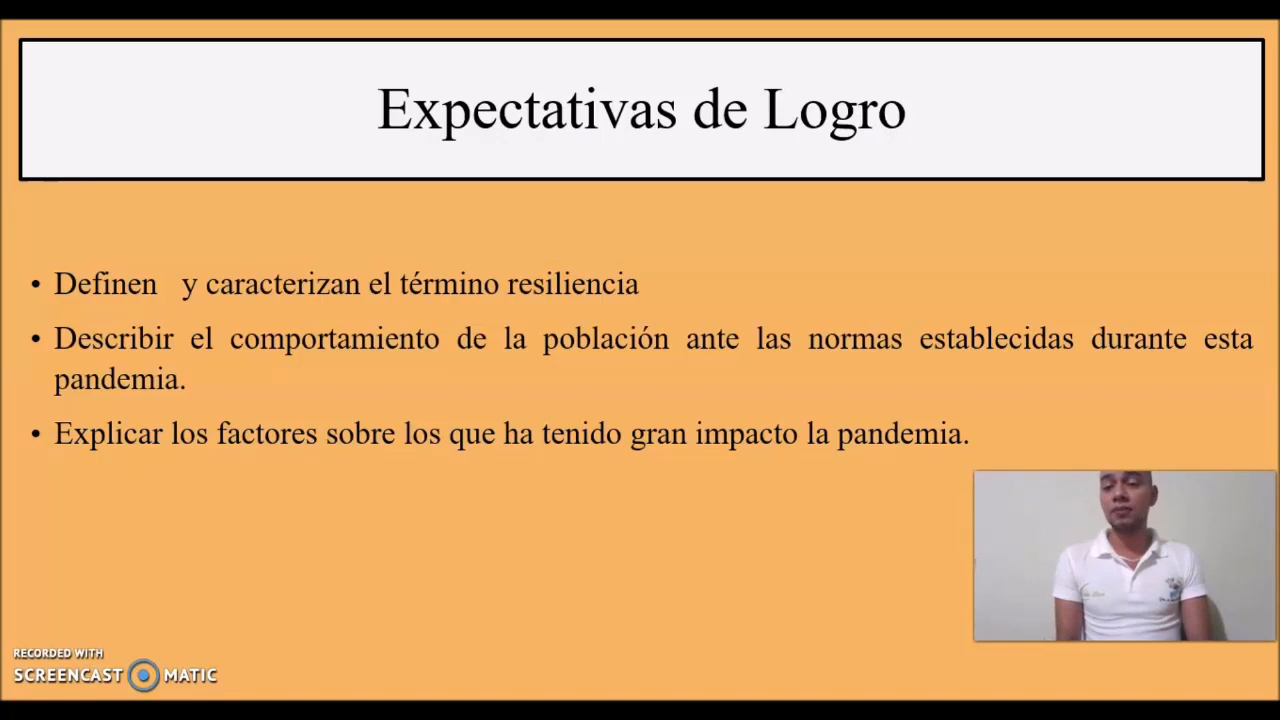 Expectativas de Logro
• Definen y caracterizan el término resiliencia
• Describir el comportamiento de la población ante las normas establecidas durante esta
pandemia.
• Explicar los factores sobre los que ha tenido gran impacto la pandemia.
RECORDED WITH
SCREENCAST MATIC